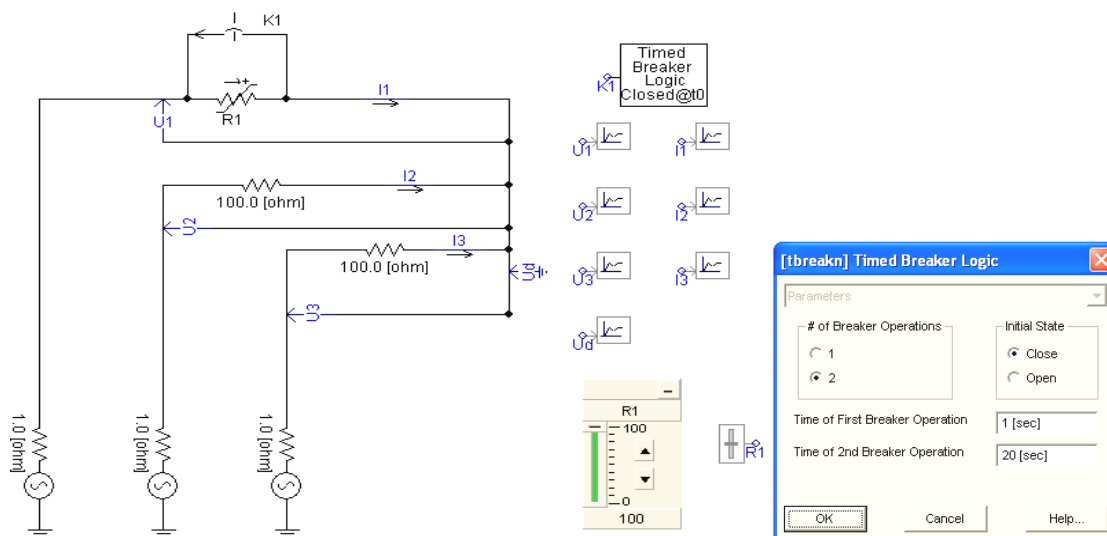 K1
I
R1
I1
U1
I2
100.0 [ohm]
U2
I3
100.0 [ohm]
Ud
U3
1.0 [ohm]
1.0 [ohm]
1.0 [ohm]
Timed
Breaker
Logic
Closed@t0
K1
U1
I1
U2
I2
U3
I3
Ud
R1
100
0
100
R1
[tbreakn] Timed Breaker Logic
Parameters
# of Breaker Operations
1
2
Initial State
Close
Open
Time of First Breaker Operation
1 [sec]
Time of 2nd Breaker Operation
20 [sec]
OK
Cancel
Help...